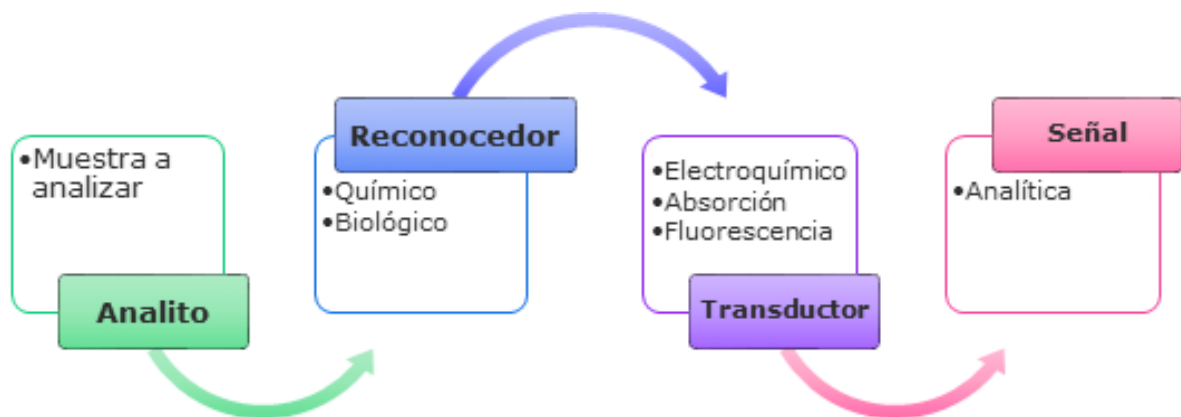 •Muestra a
analizar
Analito
Reconocedor
•Químico
•Biológico
•Electroquímico
•Absorción
•Fluorescencia
Transductor
Señal
•Analítica